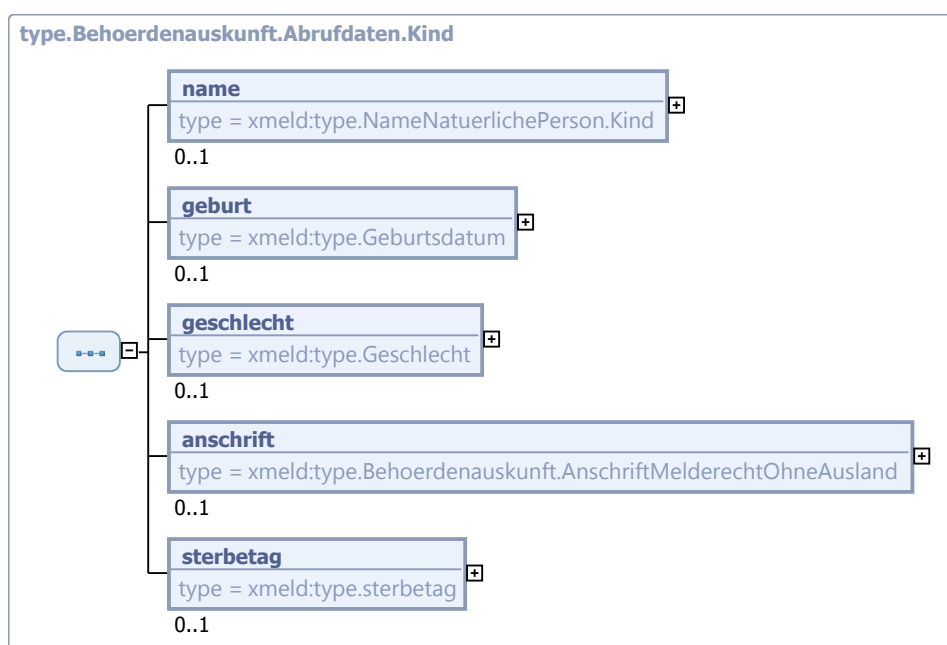 type.Behoerdenauskunft.Abrufdaten.Kind
name
type = xmeld:type.NameNatuerlichePerson.Kind
0..1
geburt
type = xmeld:type.Geburtsdatum
0..1
geschlecht
type = xmeld:type.Geschlecht
0..1
anschrift
type = xmeld:type.Behoerdenauskunft.AnschriftMelderechtOhneAusland
0..1
sterbetag
type = xmeld:type.sterbetag
0..1